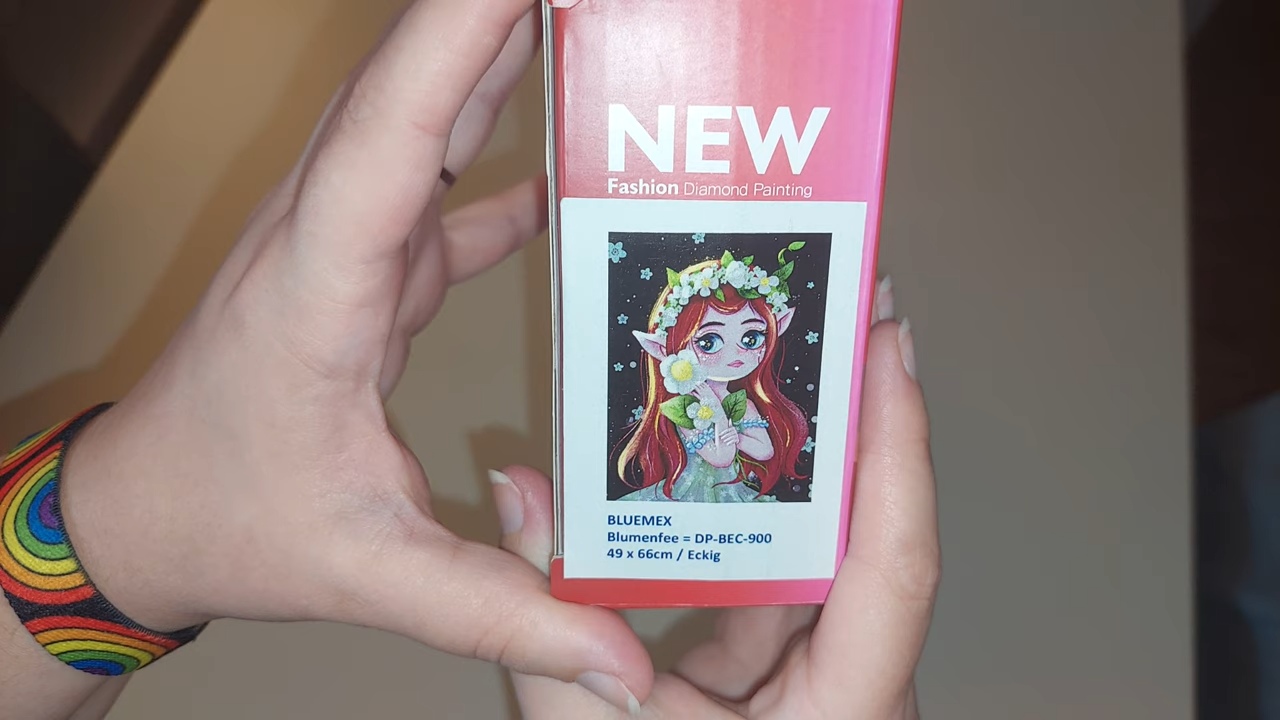 NEW
Fashion Diamond Painting
BLUEMEX
Blumenfee = DP-BEC-900
49 x 66cm / Eckig